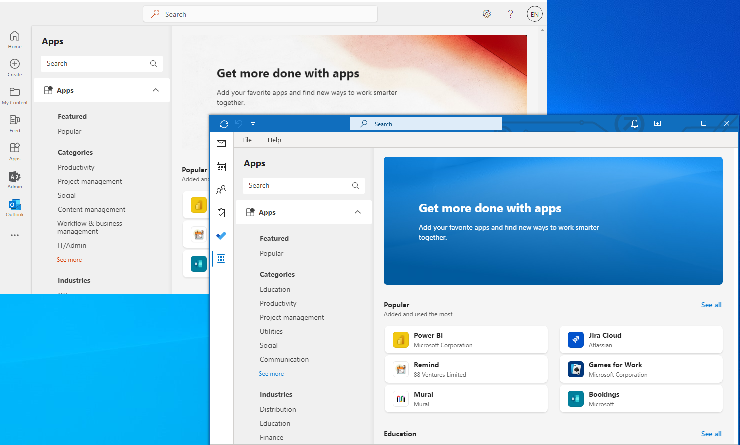 Search
? EN
Home
Create
My content
Feed
Apps
Admin
Outlook
Apps
Search
Apps
Featured
Popular
Categories
Productivity
Project management
Social
Content management
Workflow & business
management
IT/Admin
See more
Industries
Get more done with apps
Add your favorite apps and find new ways to work smarter
together.
Popular
Added and
Search
File Help
Apps
Search
Apps
Featured
Popular
Categories
Education
Productivity
Project management
Utilities
Social
Communication
See more
Industries
Distribution
Education
Finance
Get more done with apps
Add your favorite apps and find new ways to work smarter
together.
Popular
See all
Added and used the most
Power BI
Microsoft Corporation
Jira Cloud
Atlassian
Remind
SS Ventures Limited
Games for Work
Microsoft Corporation
Mural
Mural
Bookings
Microsoft
Education
See all